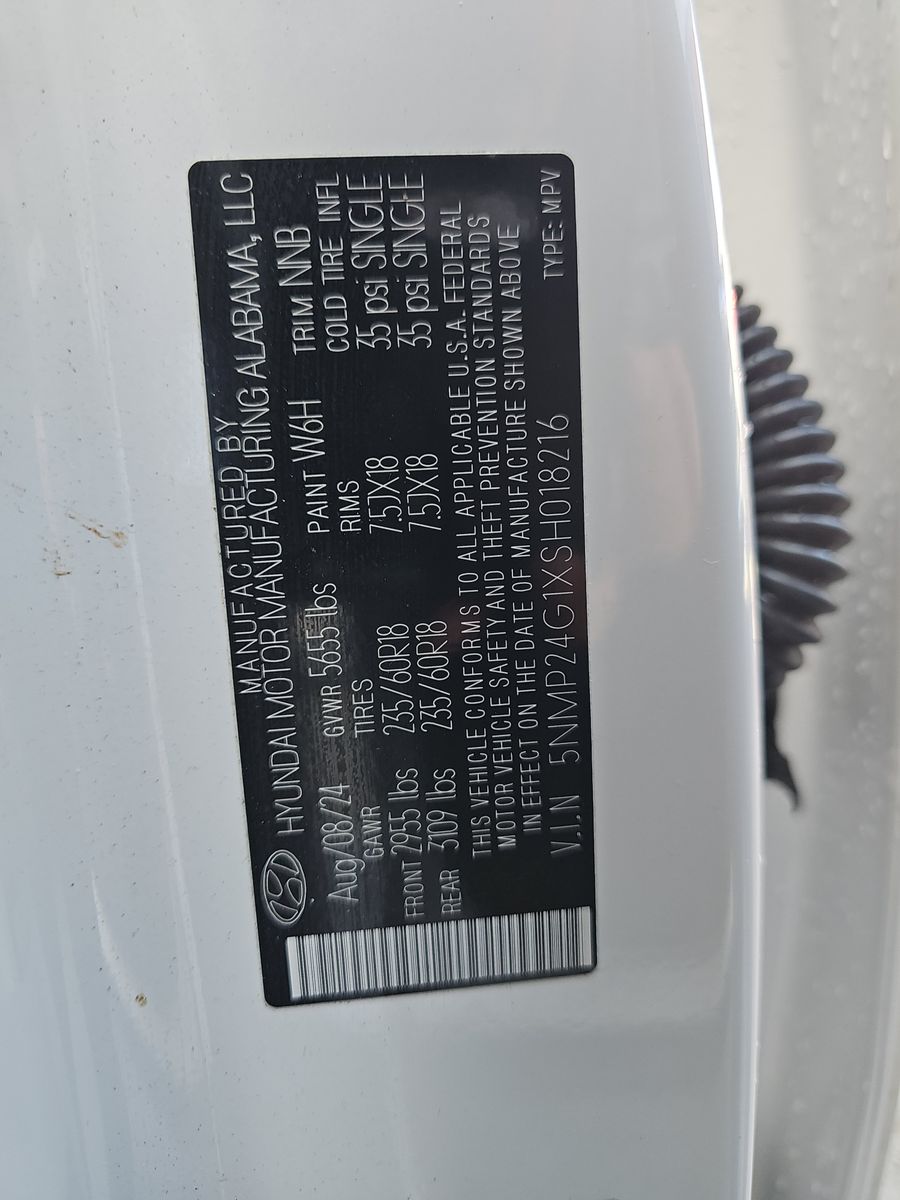 MANUFACTURED BY
HYUNDAI MOTOR MANUFACTURING ALABAMA, LLC
Aug/08/24 GVWR 5655 lbs PAINT W6H TRIM NNB
GAWR TIRES RIMS COLD TIRE INFL
FRONT 2955 lbs 235/60R18 7.5JX18 35 psi SINGLE
REAR 3109 lbs 235/60R18 7.5JX18 35 psi SINGLE
THIS VEHICLE CONFORMS TO ALL APPLICABLE U.S.A. FEDERAL
MOTOR VEHICLE SAFETY AND THEFT PREVENTION STANDARDS
IN EFFECT ON THE DATE OF MANUFACTURE SHOWN ABOVE
V.I.N 5NMP24G1XSH018216 TYPE: MPV